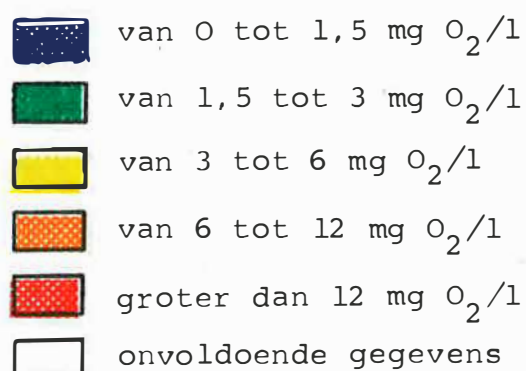 van 0 tot 1,5 mg O₂/l
van 1,5 tot 3 mg O₂/l
van 3 tot 6 mg O₂/l
van 6 tot 12 mg O₂/l
groter dan 12 mg O₂/l
onvoldoende gegevens